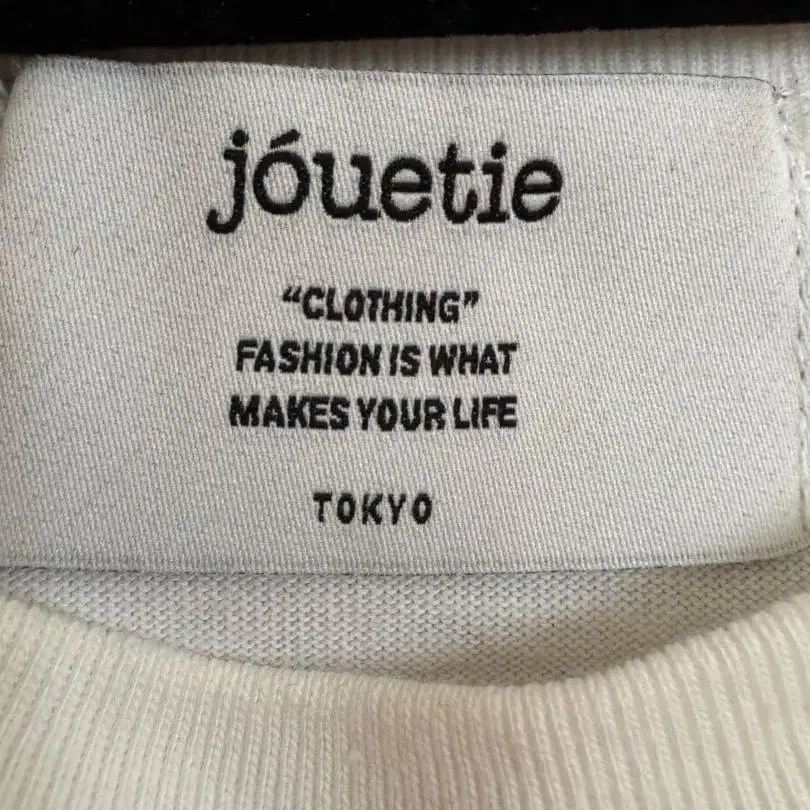 jóuetie
“CLOTHING”
FASHION IS WHAT
MAKES YOUR LIFE
TOKYO